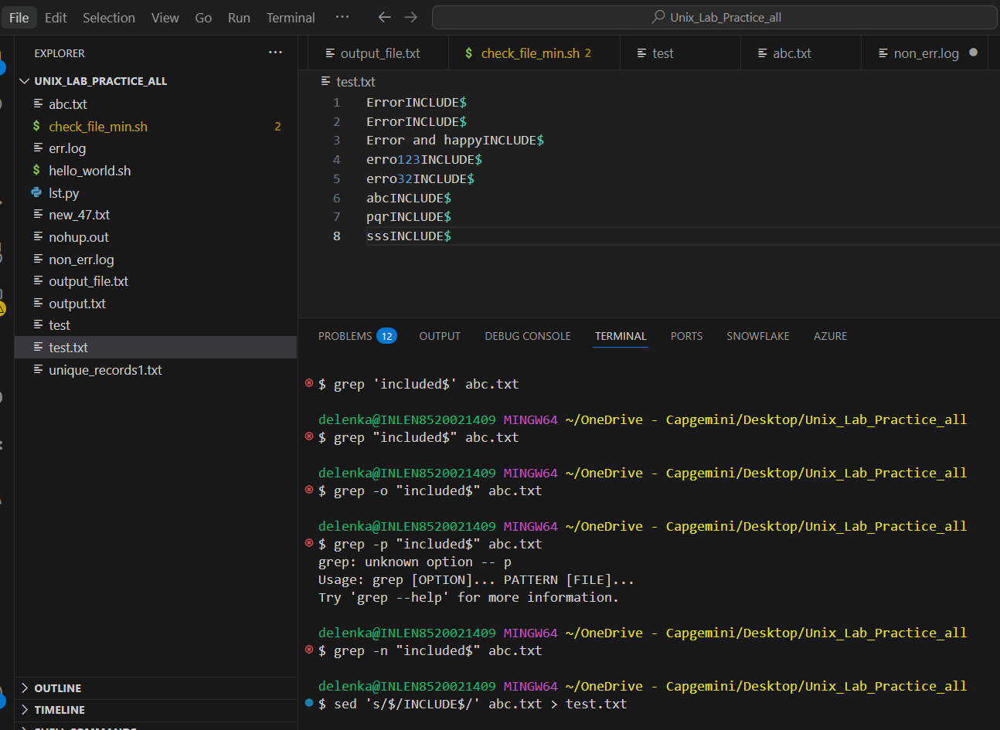 File Edit Selection View Go Run Terminal ··· ← → Unix_Lab_Practice_all
EXPLORER ···
output_file.txt $ check_file_min.sh 2 test abc.txt non_err.log
UNIX_LAB_PRACTICE_ALL
abc.txt
$ check_file_min.sh 2
err.log
$ hello_world.sh
lst.py
new_47.txt
nohup.out
non_err.log
output_file.txt
output.txt
test
test.txt
unique_records1.txt
OUTLINE
TIMELINE
test.txt
1 ErrorINCLUDE$
2 ErrorINCLUDE$
3 Error and happyINCLUDE$
4 erro123INCLUDE$
5 erro32INCLUDE$
6 abcINCLUDE$
7 pqrINCLUDE$
8 sssINCLUDE$
PROBLEMS 12 OUTPUT DEBUG CONSOLE TERMINAL PORTS SNOWFLAKE AZURE
$ grep 'included$' abc.txt
delenka@INLEN8520021409 MINGW64 ~/OneDrive - Capgemini/Desktop/Unix_Lab_Practice_all
$ grep "included$" abc.txt
delenka@INLEN8520021409 MINGW64 ~/OneDrive - Capgemini/Desktop/Unix_Lab_Practice_all
$ grep -o "included$" abc.txt
delenka@INLEN8520021409 MINGW64 ~/OneDrive - Capgemini/Desktop/Unix_Lab_Practice_all
$ grep -p "included$" abc.txt
grep: unknown option -- p
Usage: grep [OPTION]... PATTERN [FILE]...
Try 'grep --help' for more information.
delenka@INLEN8520021409 MINGW64 ~/OneDrive - Capgemini/Desktop/Unix_Lab_Practice_all
$ grep -n "included$" abc.txt
delenka@INLEN8520021409 MINGW64 ~/OneDrive - Capgemini/Desktop/Unix_Lab_Practice_all
$ sed 's/$/INCLUDE$/' abc.txt > test.txt